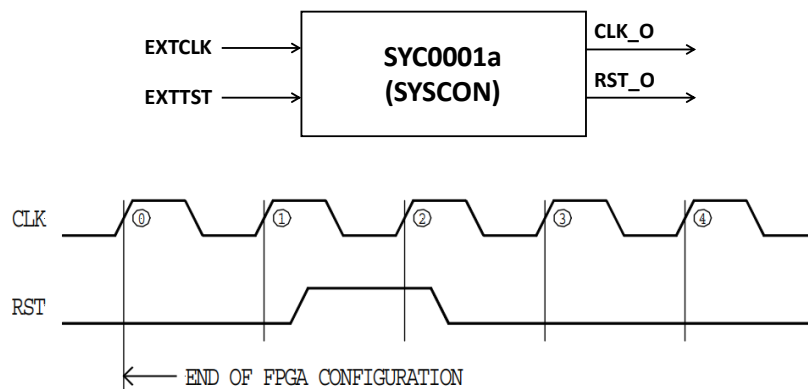 EXTCLK
EXTTST
SYC0001a
(SYSCON)
CLK_O
RST_O
CLK
0
1
2
3
4
RST
END OF FPGA CONFIGURATION